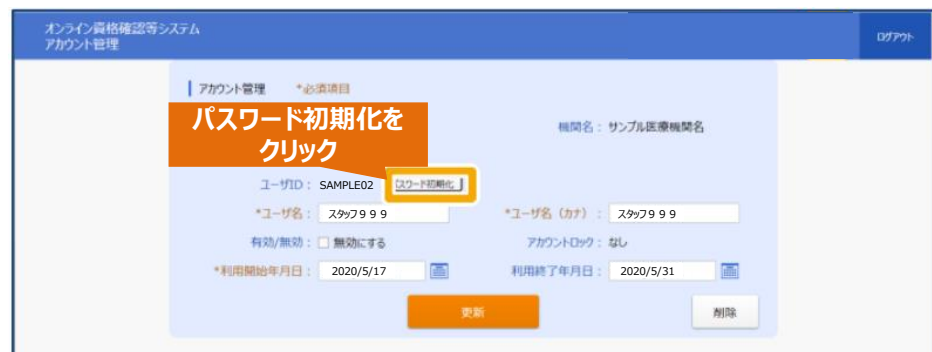 オンライン資格確認等システム
アカウント管理
ログアウト
アカウント管理 *必須項目
パスワード初期化を
クリック
機関名： サンプル医療機関名
ユーザID： SAMPLE02 スワード初期化
*ユーザ名： スタッフ９９９ *ユーザ名（カナ）： スタッフ９９９
有効/無効： 無効にする アカウントロック： なし
*利用開始年月日： 2020/5/17 利用終了年月日： 2020/5/31
更新 削除